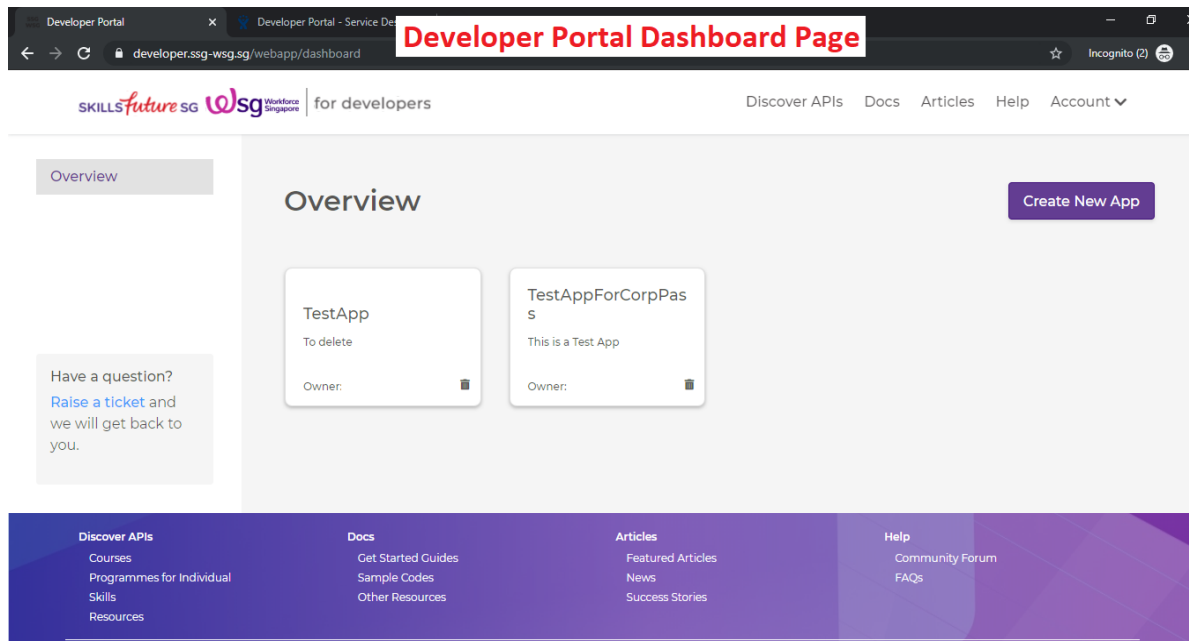 Developer Portal
Developer Portal - Service De
Developer Portal Dashboard Page
developer.ssg-wsg.sg/webapp/dashboard
Incognito (2)
SKILLSfuture SG wsg Workforce Singapore for developers
Discover APIs Docs Articles Help Account
Overview
Overview
Create New App
TestApp
To delete
Owner:
TestAppForCorpPas
s
This is a Test App
Owner:
Have a question?
Raise a ticket and
we will get back to
you.
Discover APIs
Courses
Programmes for Individual
Skills
Resources
Docs
Get Started Guides
Sample Codes
Other Resources
Articles
Featured Articles
News
Success Stories
Help
Community Forum
FAQs